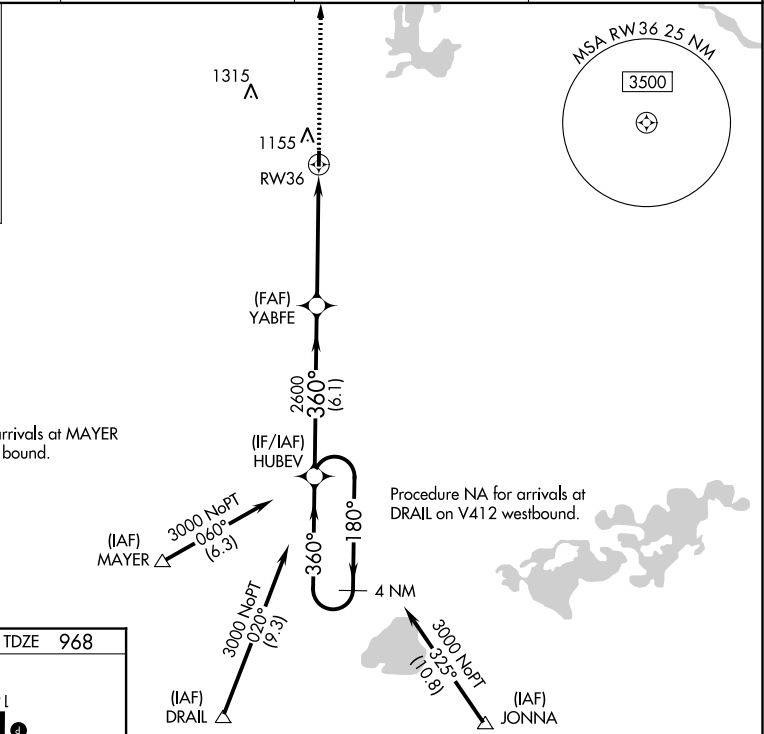 MSA RW36 25 NM
3500
1315
1155
RW36
(FAF)
YABFE
2600
360°
(6.1)
arrivals at MAYER
bound.
(IF/IAF)
HUBEV
Procedure NA for arrivals at
DRAIL on V412 westbound.
3000 NoPT
060°
(6.3)
(IAF)
MAYER
360°
180°
4 NM
3000 NoPT
020°
(9.3)
3000 NoPT
325°
(10.8)
(IAF)
DRAIL
(IAF)
JONNA
TDZE 968